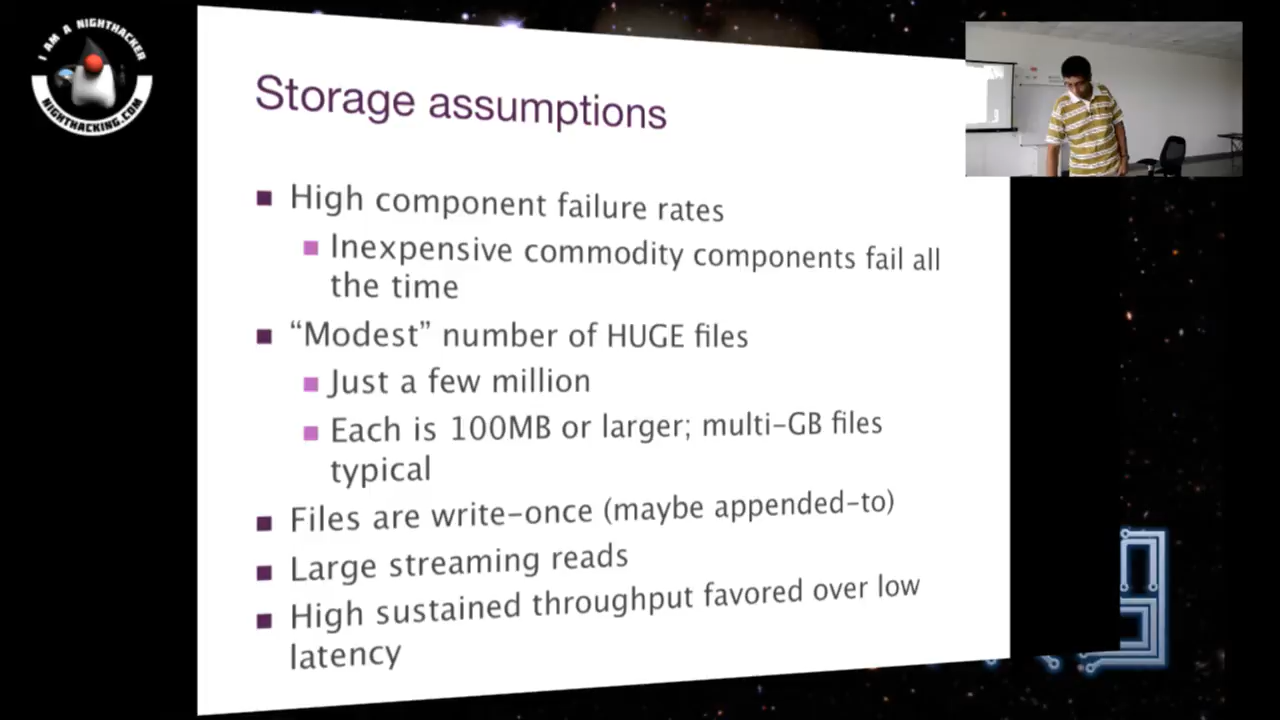 I AM A NIGHTHACKER
NIGHTHACKING.COM
Storage assumptions
High component failure rates
Inexpensive commodity components fail all
the time
“Modest” number of HUGE files
Just a few million
Each is 100MB or larger; multi-GB files
typical
Files are write-once (maybe appended-to)
Large streaming reads
High sustained throughput favored over low
latency